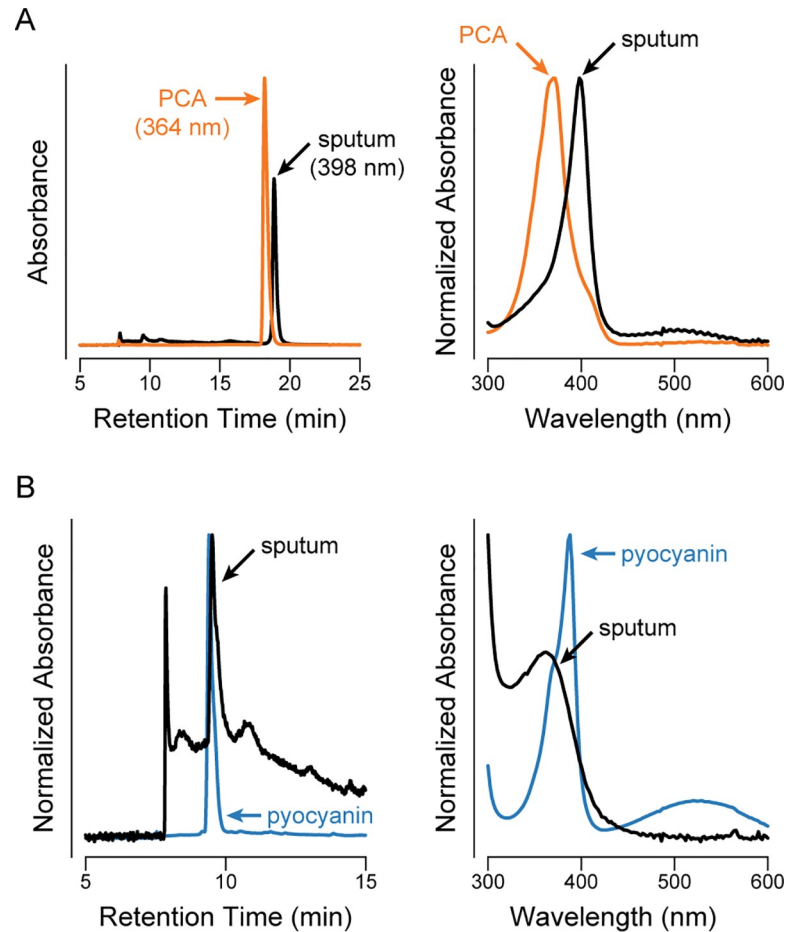 A
PCA
(364 nm)
sputum
(398 nm)
Absorbance
5 10 15 20 25
Retention Time (min)
PCA
sputum
Normalized Absorbance
300 400 500 600
Wavelength (nm)
B
sputum
pyocyanin
Normalized Absorbance
5 10 15
Retention Time (min)
pyocyanin
sputum
Normalized Absorbance
300 400 500 600
Wavelength (nm)